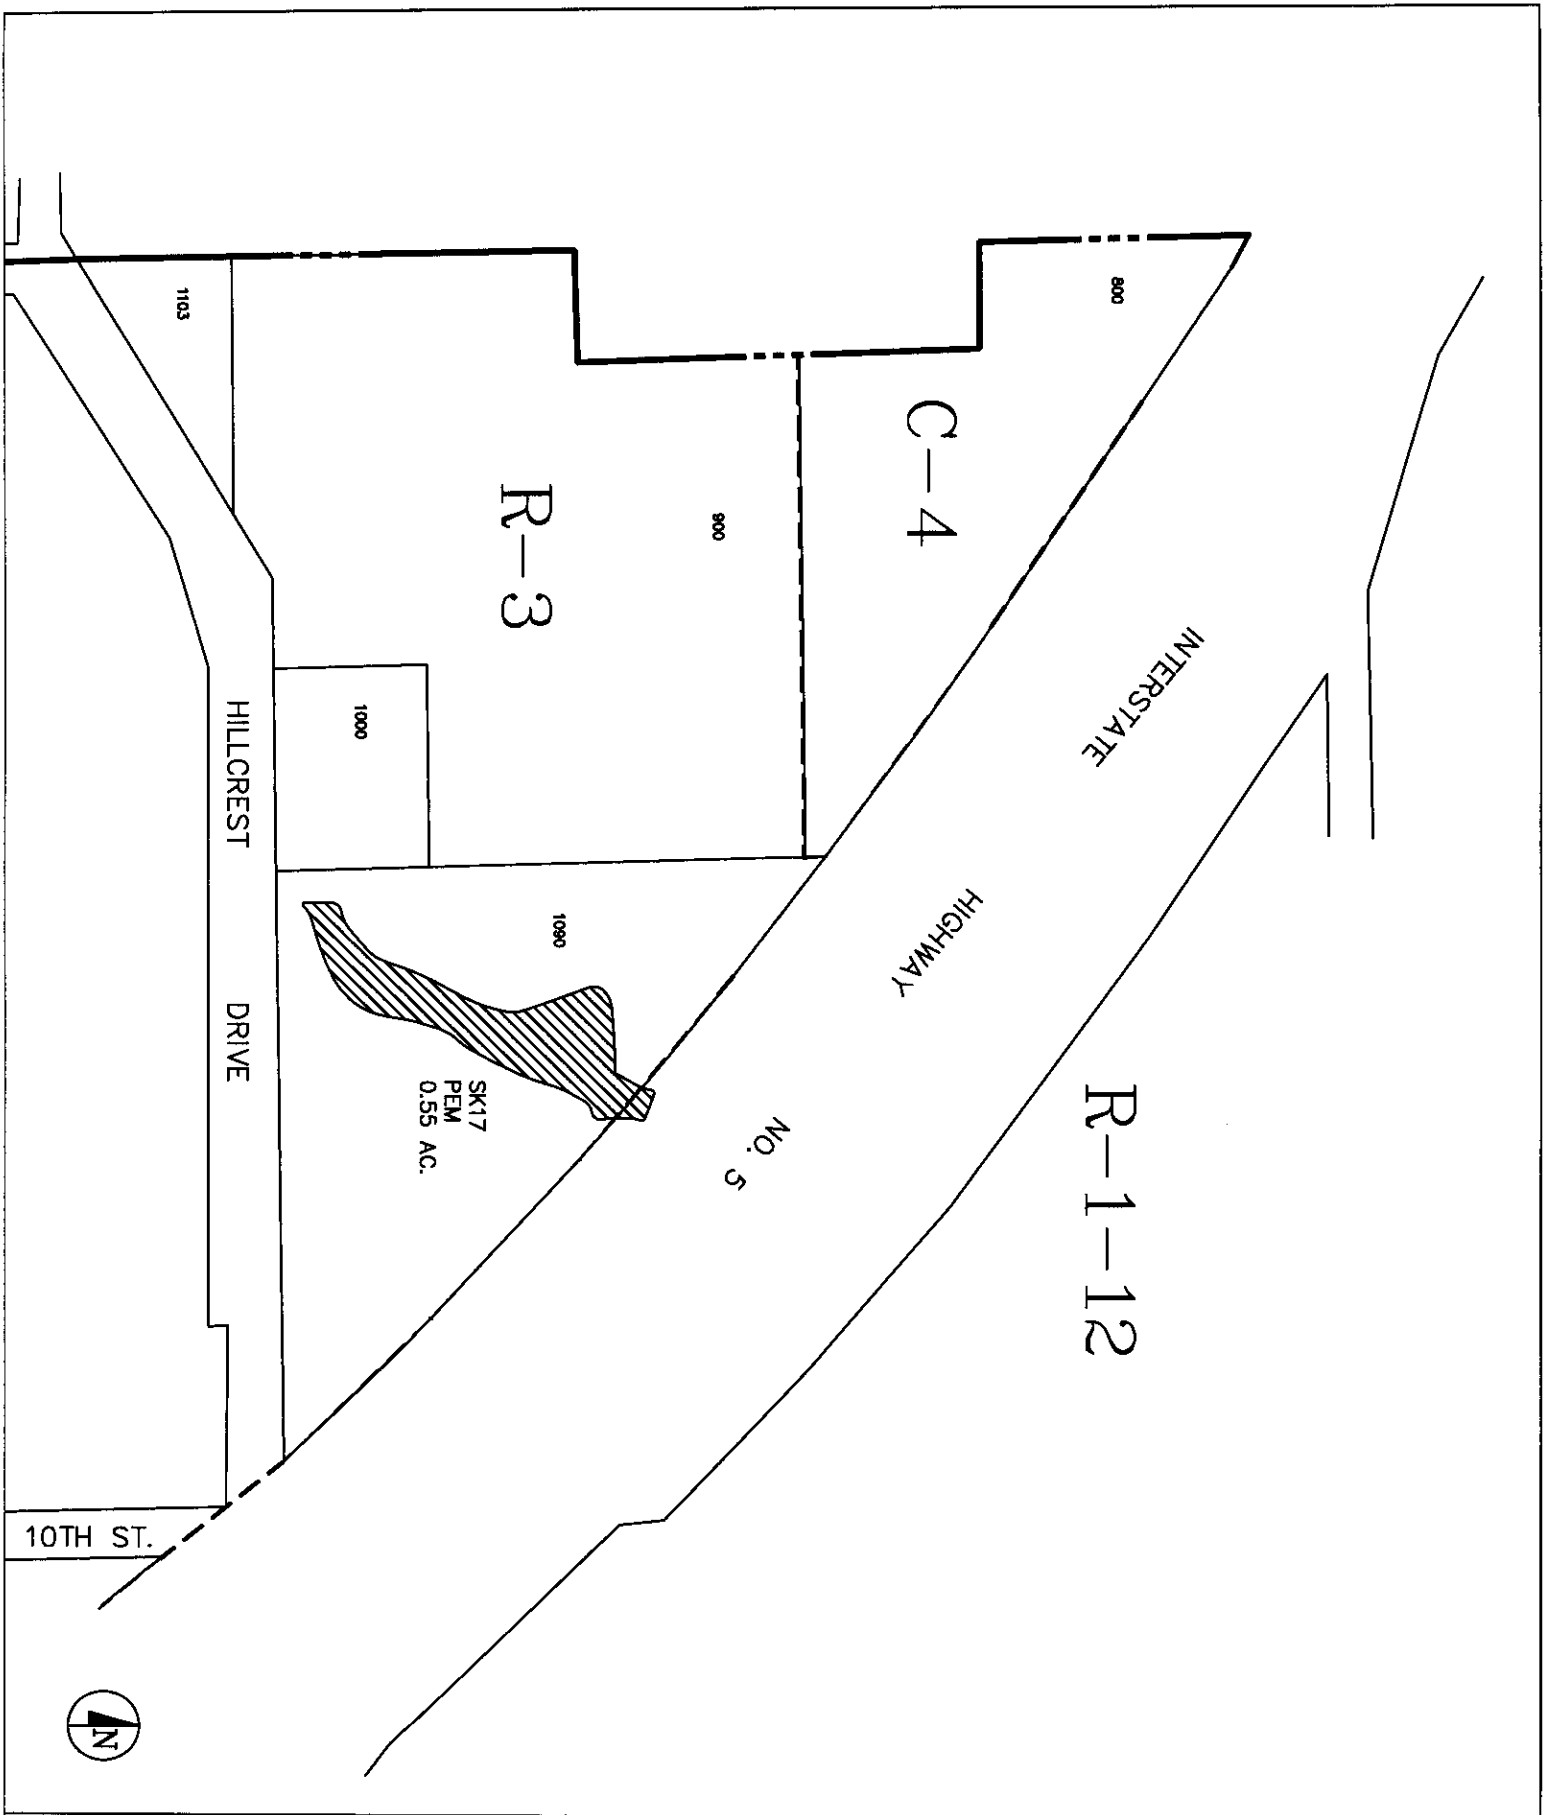 800
C-4
INTERSTATE
HIGHWAY
NO. 5
R-1-12
900
R-3
1103
1000
1090
SK17
PEM
0.55 AC.
HILLCREST DRIVE
10TH ST.
N